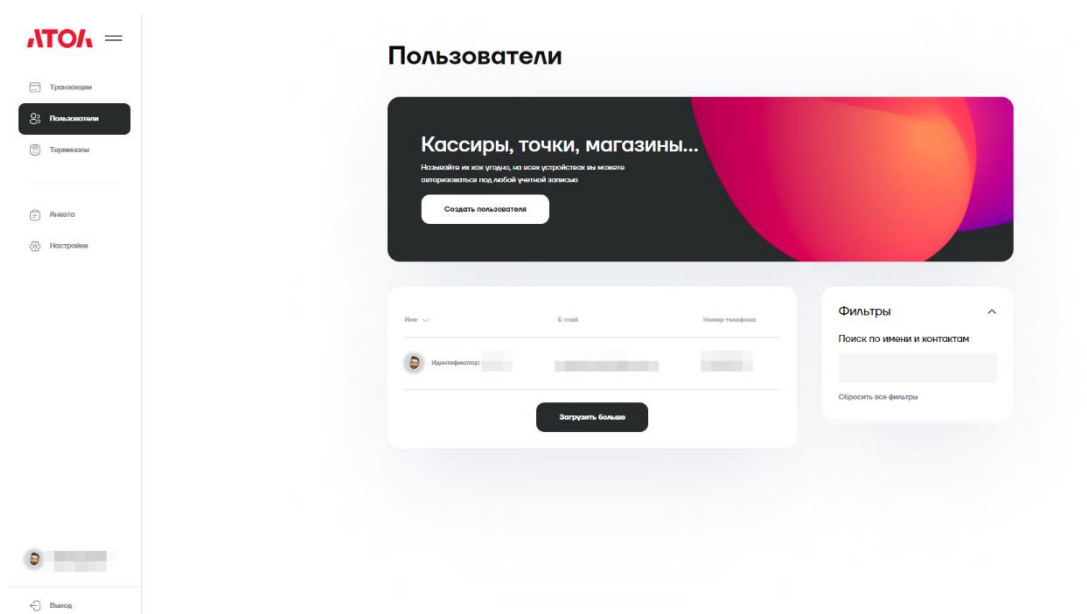 АТОЛ
Транзакции
Пользователи
Терминалы
Анкета
Настройки
Выход
Пользователи
Кассиры, точки, магазины...
Называйте их как угодно, на всех устройствах вы можете
авторизоваться под любой учетной записью
Создать пользователя
Имя E-mail Номер телефона
Идентификатор:
Загрузить больше
Фильтры
Поиск по имени и контактам
Сбросить все фильтры